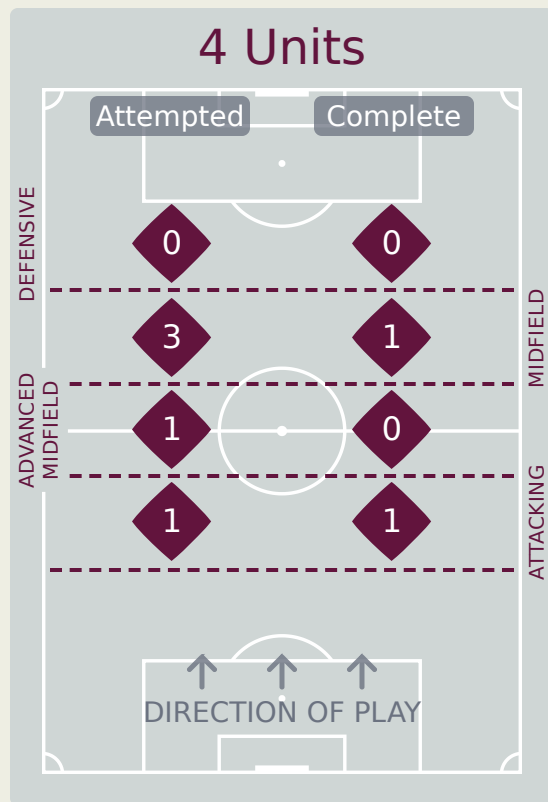 4 Units
Attempted
Complete
DEFENSIVE
0
0
MIDFIELD
3
1
ADVANCED
MIDFIELD
1
0
ATTACKING
1
1
DIRECTION OF PLAY